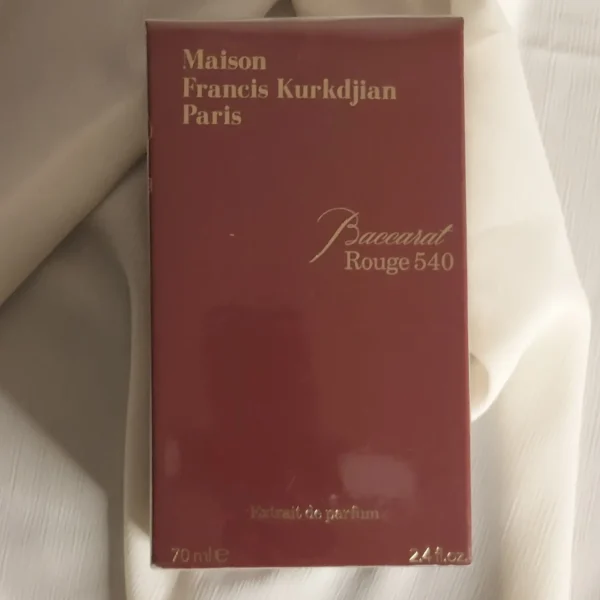 Maison
Francis Kurkdjian
Paris
Baccarat
Rouge 540
Extrait de parfum
70 ml e
2.4 fl.oz.